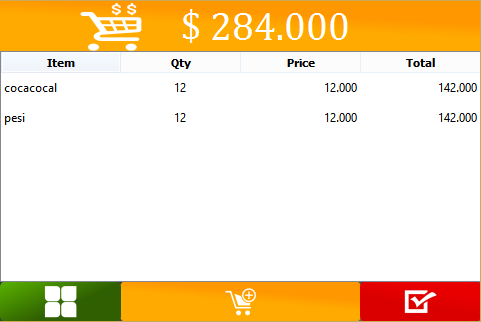 $ $
$ 284.000
Item Qty Price Total
cocacocal 12 12.000 142.000
pesi 12 12.000 142.000